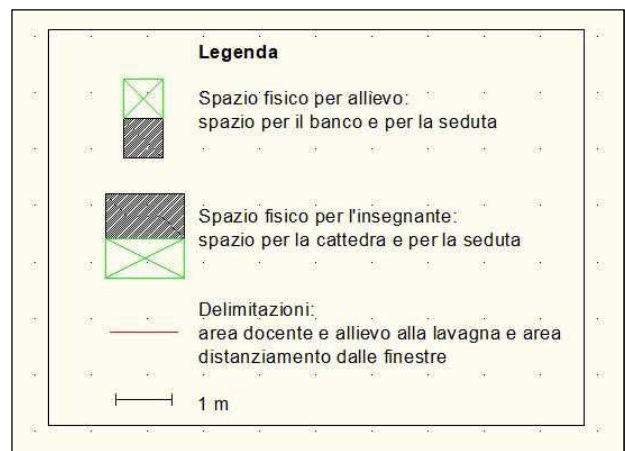 Legenda
Spazio fisico per allievo:
spazio per il banco e per la seduta
Spazio fisico per l'insegnante:
spazio per la cattedra e per la seduta
Delimitazioni:
area docente e allievo alla lavagna e area
distanziamento dalle finestre
1 m